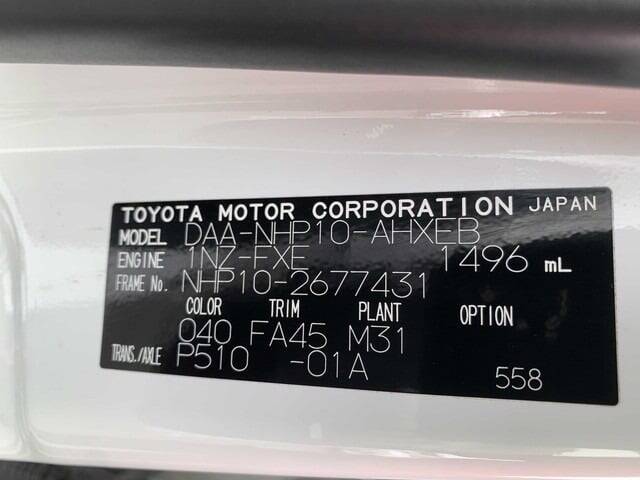 TOYOTA MOTOR CORPORATION JAPAN
MODEL DAA-NHP10-AHXEB
ENGINE 1NZ-FXE 1496 mL
FRAME No. NHP10-2677431
COLOR TRIM PLANT OPTION
040 FA45 M31
TRANS./AXLE P510 -01A 558